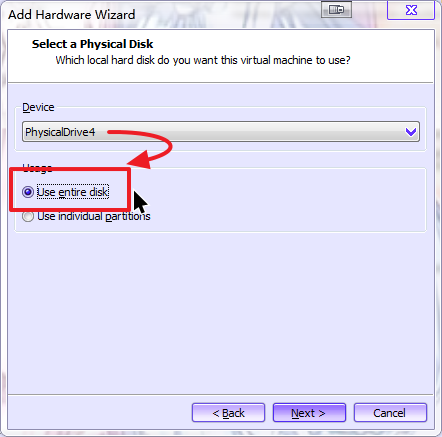 Add Hardware Wizard
Select a Physical Disk
Which local hard disk do you want this virtual machine to use?
Device
PhysicalDrive4
Usage
Use entire disk
Use individual partitions
< Back
Next >
Cancel